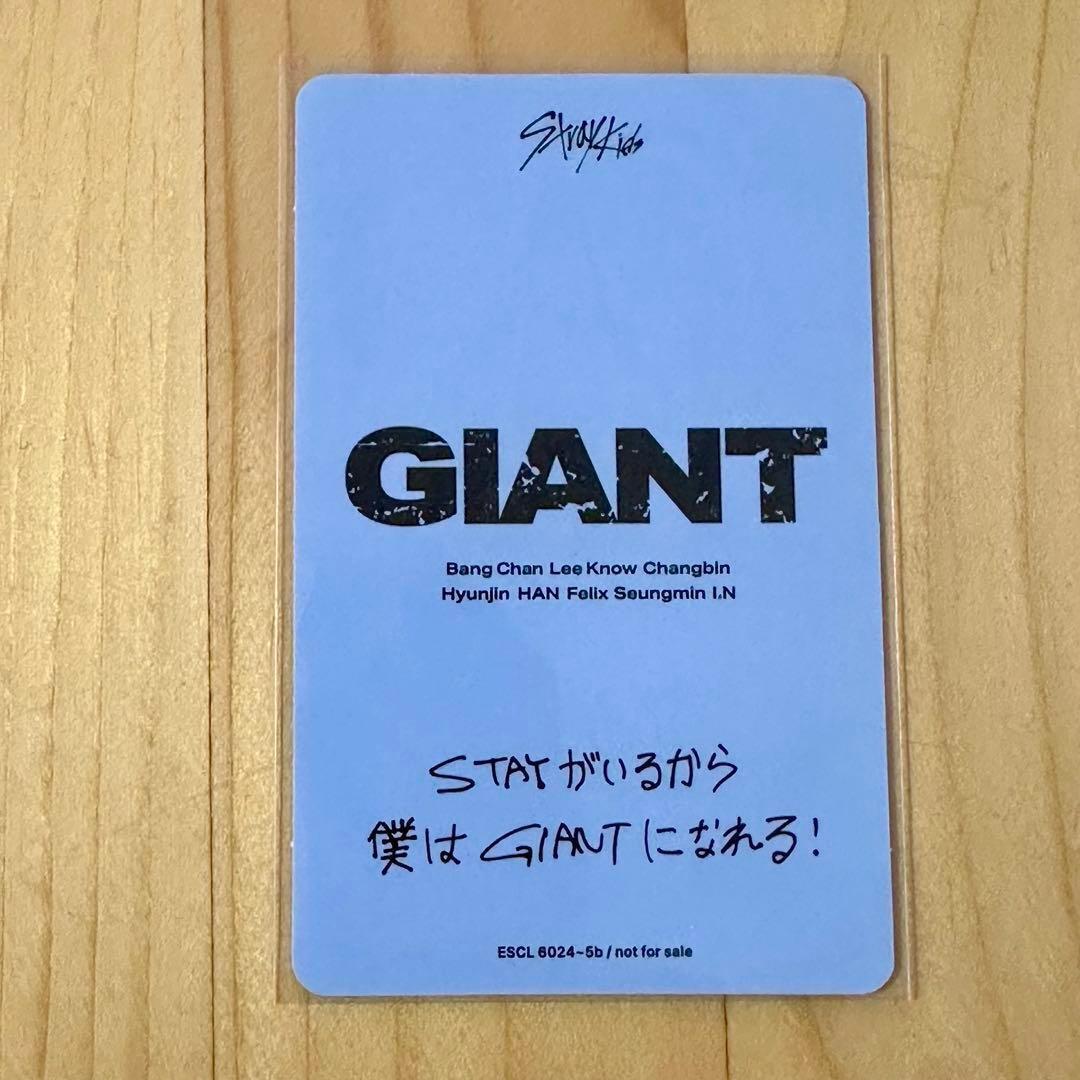 Stray Kids
GIANT
Bang Chan Lee Know Changbin
Hyunjin HAN Felix Seungmin I.N
STAYがいるから
僕はGIANTになれる!
ESCL 6024~5b / not for sale